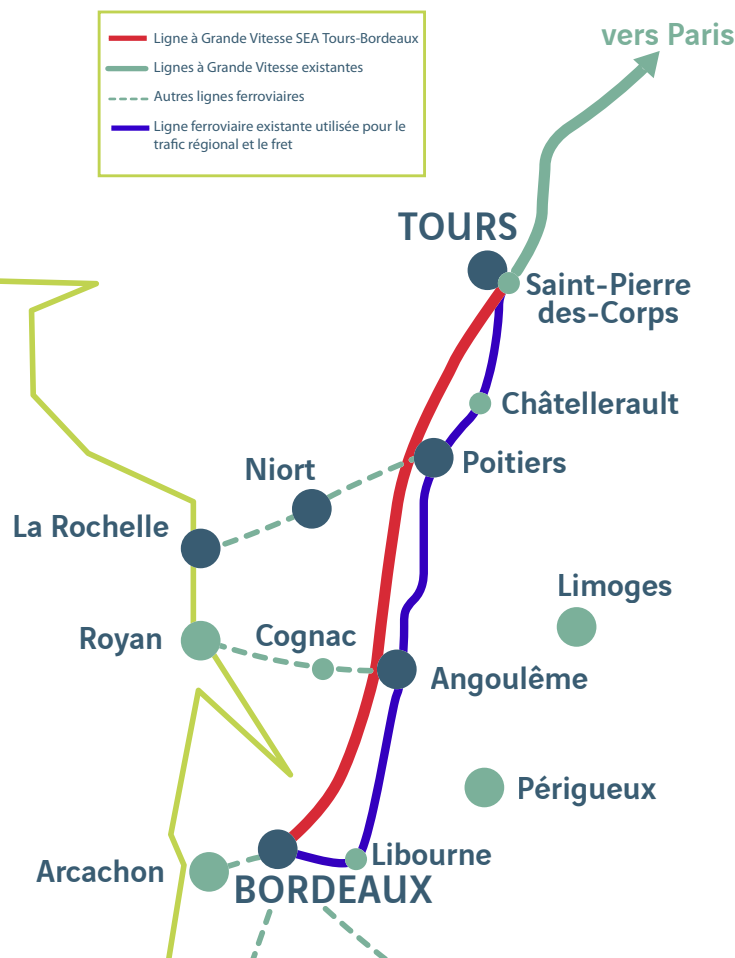 Ligne à Grande Vitesse SEA Tours-Bordeaux
Lignes à Grande Vitesse existantes
Autres lignes ferroviaires
Ligne ferroviaire existante utilisée pour le
trafic régional et le fret
vers Paris
TOURS
Saint-Pierre
des-Corps
Châtellerault
Poitiers
Niort
La Rochelle
Limoges
Royan
Cognac
Angoulême
Périgueux
Libourne
Arcachon
BORDEAUX